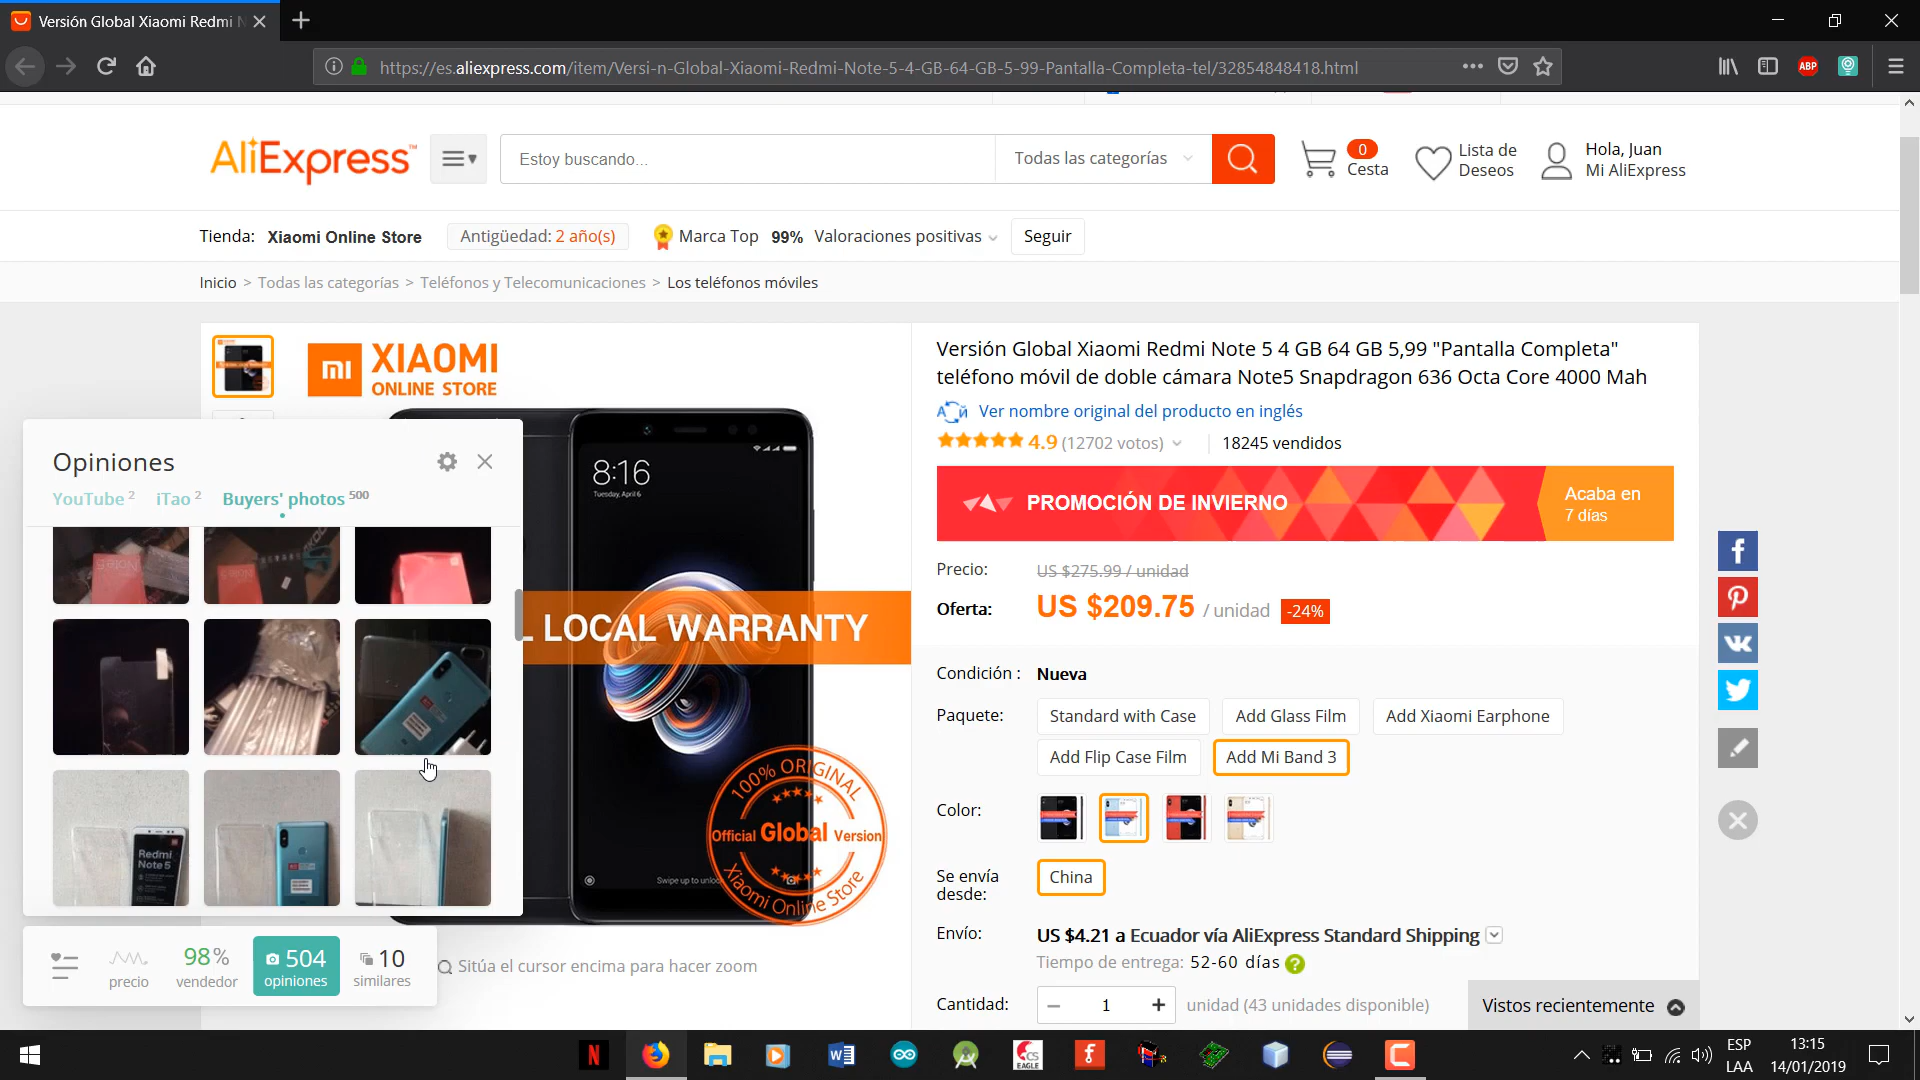 Versión Global Xiaomi Redmi N
https://es.aliexpress.com/item/Versi-n-Global-Xiaomi-Redmi-Note-5-4-GB-64-GB-5-99-Pantalla-Completa-tel/32854848418.html
ABP
AliExpress™
Estoy buscando...
Todas las categorías
0
Cesta
Lista de
Deseos
Hola, Juan
Mi AliExpress
Tienda: Xiaomi Online Store
Antigüedad: 2 año(s)
Marca Top 99% Valoraciones positivas
Seguir
Inicio > Todas las categorías > Teléfonos y Telecomunicaciones > Los teléfonos móviles
mi XIAOMI
ONLINE STORE
8:16
Tuesday, April 6
L LOCAL WARRANTY
Swipe up to unloc
100% ORIGINAL
Official Global Version
Xiaomi Online Store
Sitúa el cursor encima para hacer zoom
Versión Global Xiaomi Redmi Note 5 4 GB 64 GB 5,99 "Pantalla Completa"
teléfono móvil de doble cámara Note5 Snapdragon 636 Octa Core 4000 Mah
Ver nombre original del producto en inglés
4.9 (12702 votos)
18245 vendidos
PROMOCIÓN DE INVIERNO
Acaba en
7 días
Precio: US $275.99 / unidad
Oferta: US $209.75 / unidad -24%
Condición : Nueva
Paquete: Standard with Case Add Glass Film Add Xiaomi Earphone
Add Flip Case Film Add Mi Band 3
Color:
Se envía
desde:
China
Envío: US $4.21 a Ecuador vía AliExpress Standard Shipping
Tiempo de entrega: 52-60 días ?
Cantidad: − 1 + unidad (43 unidades disponible)
Vistos recientemente
Opiniones
YouTube 2 iTao 2 Buyers' photos 500
Redmi
Note 5
precio
98%
vendedor
504
opiniones
10
similares
EAGLE
ESP
LAA
13:15
14/01/2019